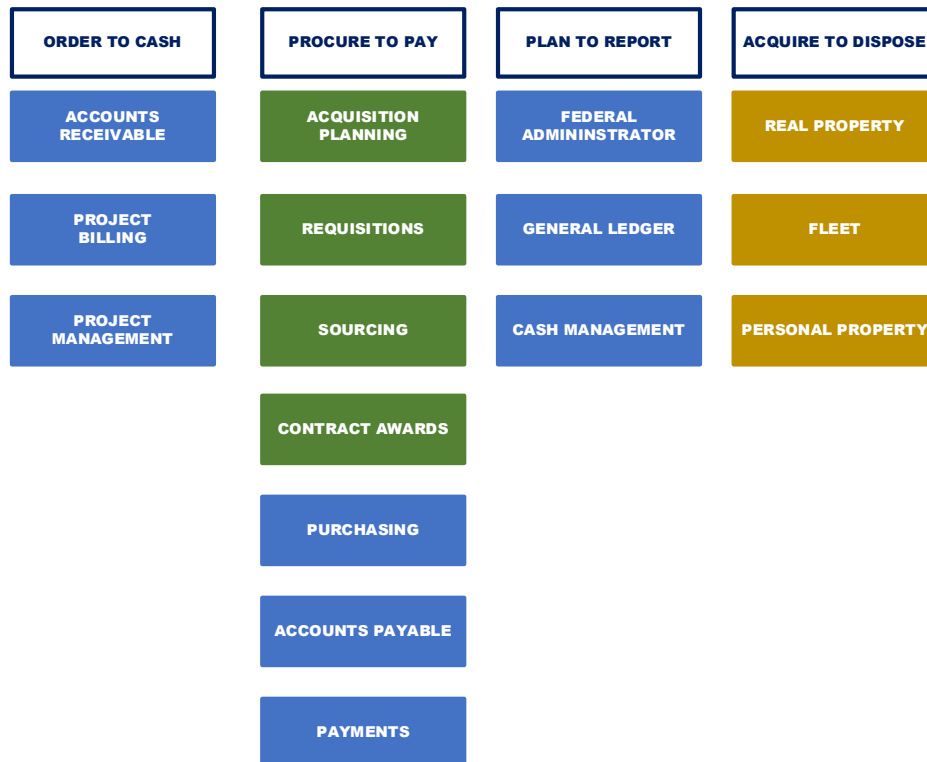 ORDER TO CASH
PROCURE TO PAY
PLAN TO REPORT
ACQUIRE TO DISPOSE
ACCOUNTS
RECEIVABLE
ACQUISITION
PLANNING
FEDERAL
ADMININSTRATOR
REAL PROPERTY
PROJECT
BILLING
REQUISITIONS
GENERAL LEDGER
FLEET
PROJECT
MANAGEMENT
SOURCING
CASH MANAGEMENT
PERSONAL PROPERTY
CONTRACT AWARDS
PURCHASING
ACCOUNTS PAYABLE
PAYMENTS